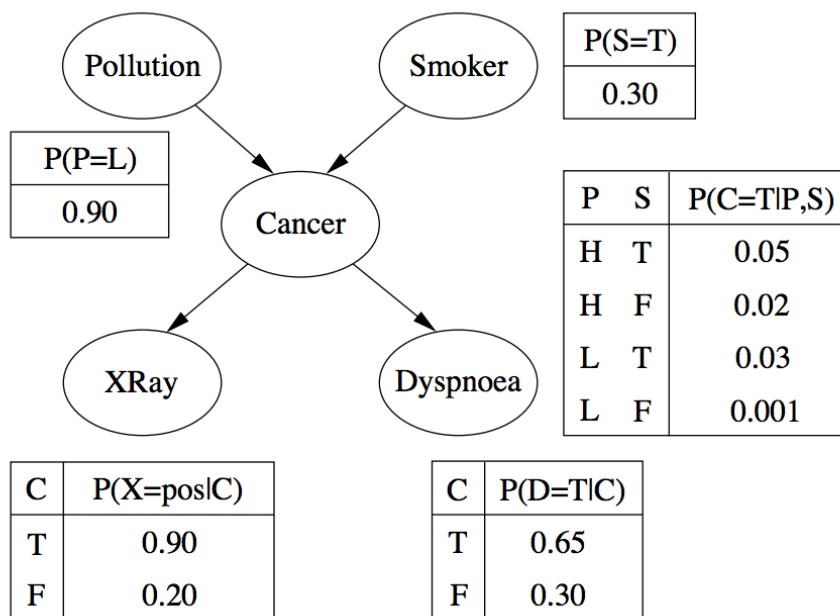 Pollution
Smoker
P(S=T)
0.30
P(P=L)
0.90
Cancer
P S P(C=T|P,S)
H T 0.05
H F 0.02
L T 0.03
L F 0.001
XRay
Dyspnoea
C P(X=pos|C)
T 0.90
F 0.20
C P(D=T|C)
T 0.65
F 0.30